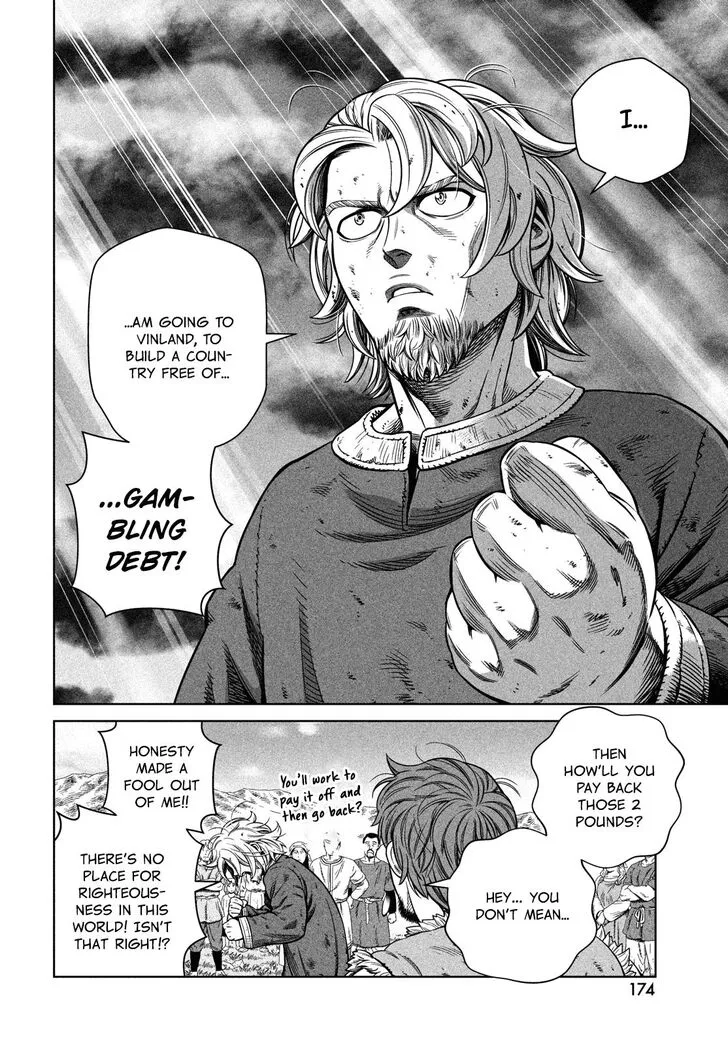 I...
...AM GOING TO
VINLAND, TO
BUILD A COUN-
TRY FREE OF...
...GAM-
BLING
DEBT!
THEN
HOW'LL YOU
PAY BACK
THOSE 2
POUNDS?
HEY... YOU
DON'T MEAN...
You'll work to
pay it off and
then go back?
HONESTY
MADE A
FOOL OUT
OF ME!!
THERE'S NO
PLACE FOR
RIGHTEOUS-
NESS IN THIS
WORLD! ISN'T
THAT RIGHT!?
174